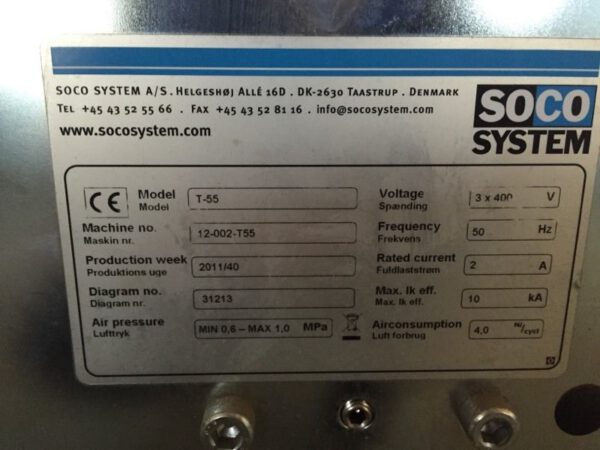 SOCO SYSTEM A/S . HELGESHØJ ALLÉ 16D . DK-2630 TAASTRUP . DENMARK
TEL +45 43 52 55 66 . FAX +45 43 52 81 16 . info@socosystem.com
www.socosystem.com
SOCO
SYSTEM
CE
Model T-55
Model
Machine no. 12-002-T55
Maskin nr.
Production week 2011/40
Produktions uge
Diagram no. 31213
Diagram nr.
Air pressure MIN 0,6 – MAX 1.0 MPa
Lufttryk
Voltage 3 x 400 V
Spænding
Frequency 50 Hz
Frekvens
Rated current 2 A
Fuldlaststrøm
Max. Ik eff. 10 kA
Max. Ik eff.
Airconsumption 4,0 Nl/cycl
Luft forbrug